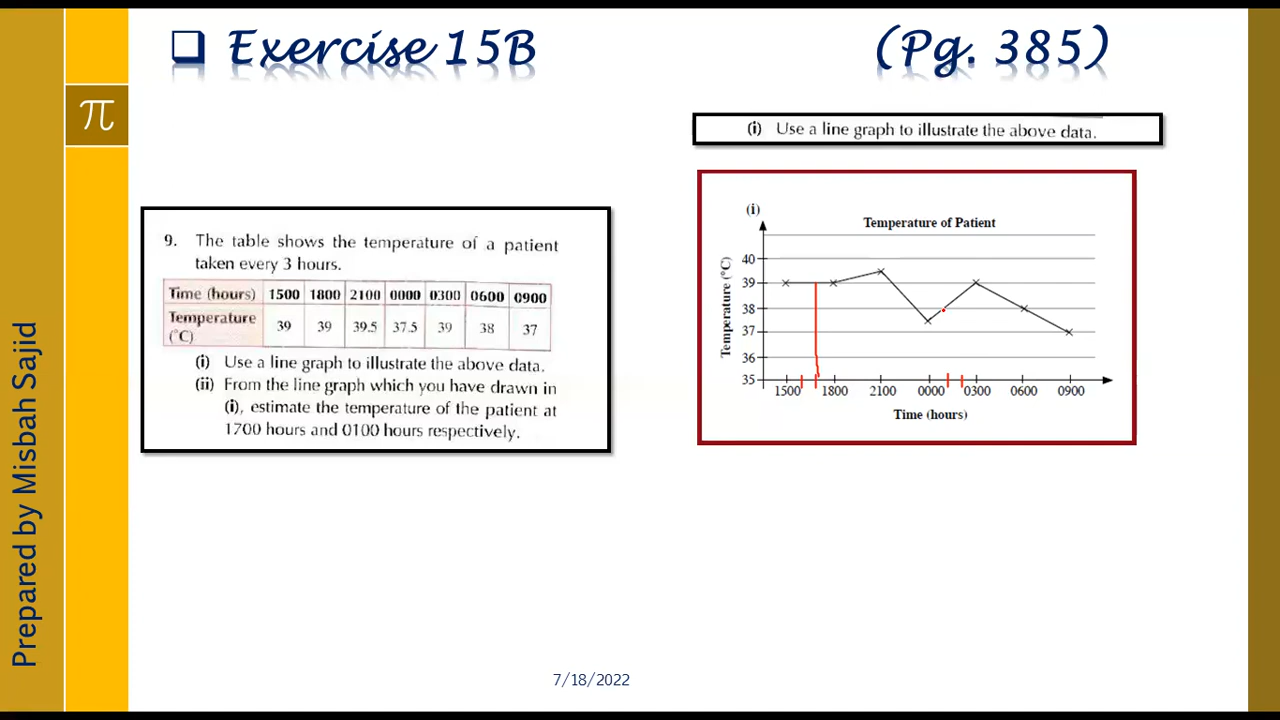 ❑ Exercise 15B (Pg. 385)
π
(i) Use a line graph to illustrate the above data.
9. The table shows the temperature of a patient
taken every 3 hours.
Time (hours) 1500 1800 2100 0000 0300 0600 0900
Temperature
(°C) 39 39 39.5 37.5 39 38 37
(i) Use a line graph to illustrate the above data.
(ii) From the line graph which you have drawn in
(i), estimate the temperature of the patient at
1700 hours and 0100 hours respectively.
(i)
Temperature of Patient
Temperature (°C)
40
39
38
37
36
35
1500 1800 2100 0000 0300 0600 0900
Time (hours)
Prepared by Misbah Sajid
7/18/2022